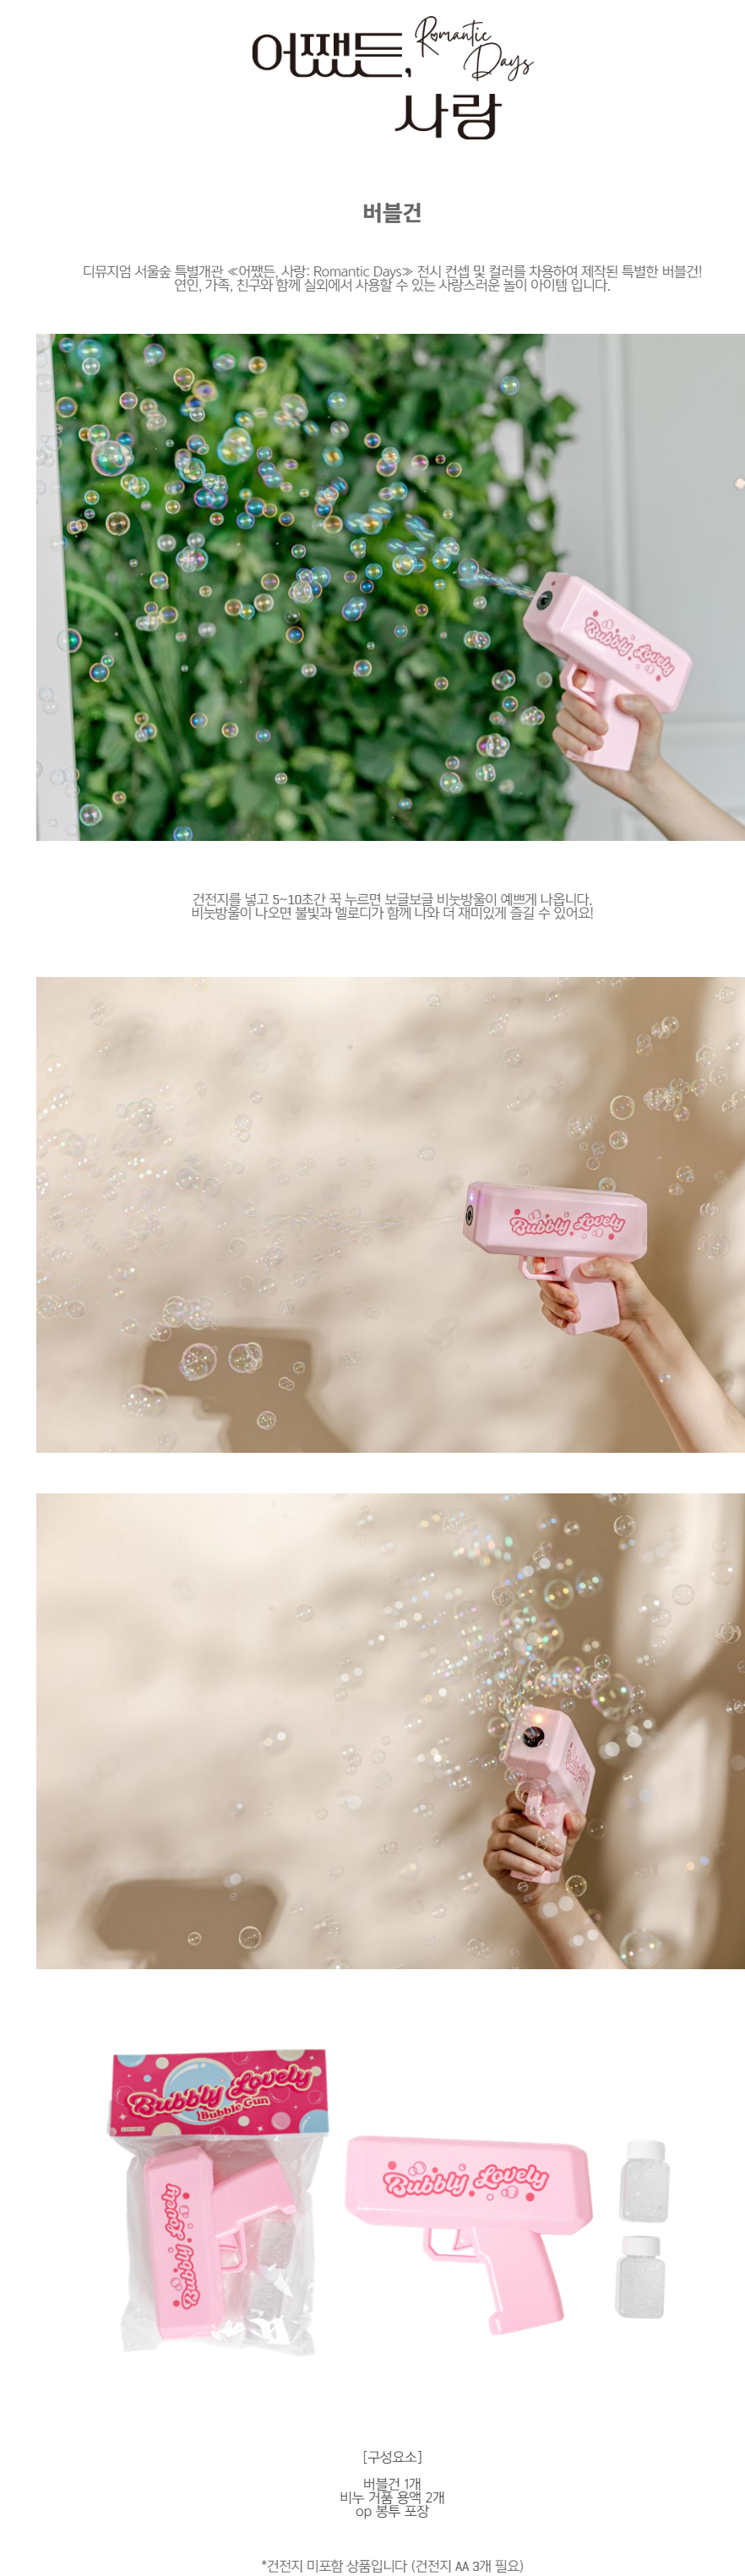 어쨌든, Romantic Days
사랑
버블건
디뮤지엄 서울숲 특별개관 ≪어쨌든, 사랑: Romantic Days≫ 전시 컨셉 및 컬러를 차용하여 제작된 특별한 버블건!
연인, 가족, 친구와 함께 실외에서 사용할 수 있는 사랑스러운 놀이 아이템 입니다.
Bubbly Lovely
건전지를 넣고 5~10초간 꾹 누르면 보글보글 비눗방울이 예쁘게 나옵니다.
비눗방울이 나오면 불빛과 멜로디가 함께 나와 더 재미있게 즐길 수 있어요!
Bubbly Lovely
Bubbly Lovely
Bubble Gun
Bubbly Lovely
Bubbly Lovely
[구성요소]
버블건 1개
비누 거품 용액 2개
op 봉투 포장
*건전지 미포함 상품입니다 (건전지 AA 3개 필요)